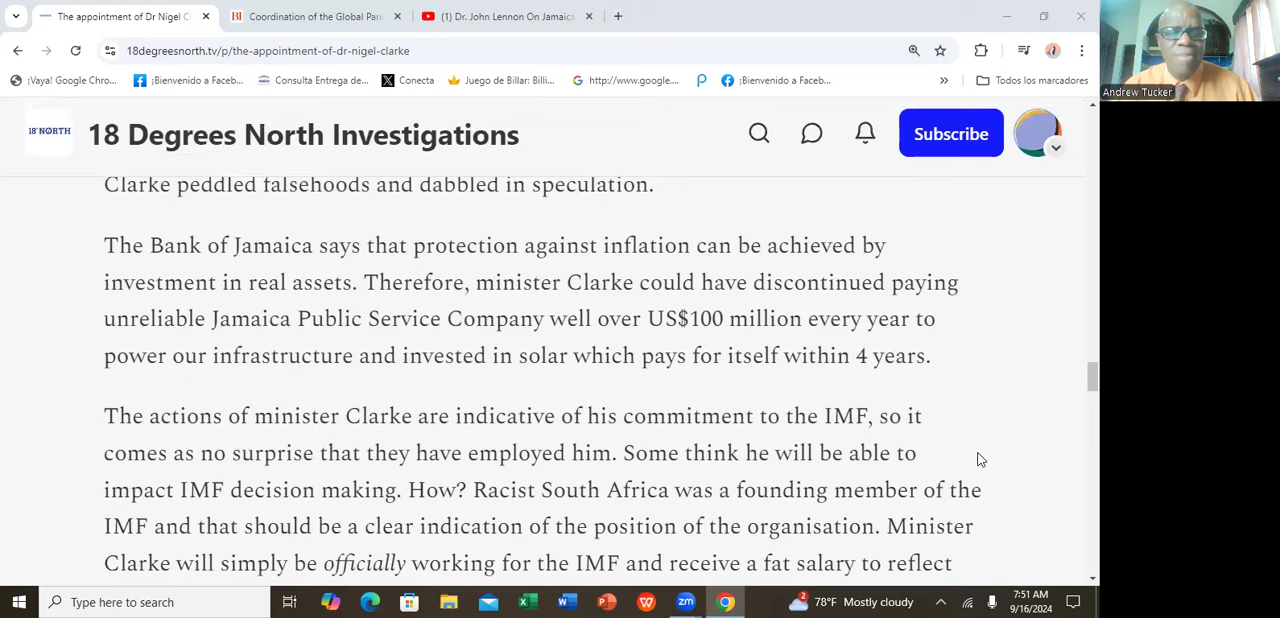 The appointment of Dr Nigel C
Coordination of the Global Pan
(1) Dr. John Lennon On Jamaica
18degreesnorth.tv/p/the-appointment-of-dr-nigel-clarke
¡Vaya! Google Chro...
¡Bienvenido a Faceb...
Consulta Entrega de...
Conecta
Juego de Billar: Billi...
http://www.google....
¡Bienvenido a Faceb...
»
Todos los marcadores
Andrew Tucker
18° NORTH
18 Degrees North Investigations
Subscribe
Clarke peddled falsehoods and dabbled in speculation.
The Bank of Jamaica says that protection against inflation can be achieved by
investment in real assets. Therefore, minister Clarke could have discontinued paying
unreliable Jamaica Public Service Company well over US$100 million every year to
power our infrastructure and invested in solar which pays for itself within 4 years.
The actions of minister Clarke are indicative of his commitment to the IMF, so it
comes as no surprise that they have employed him. Some think he will be able to
impact IMF decision making. How? Racist South Africa was a founding member of the
IMF and that should be a clear indication of the position of the organisation. Minister
Clarke will simply be officially working for the IMF and receive a fat salary to reflect
Type here to search
2
78°F Mostly cloudy
7:51 AM
9/16/2024